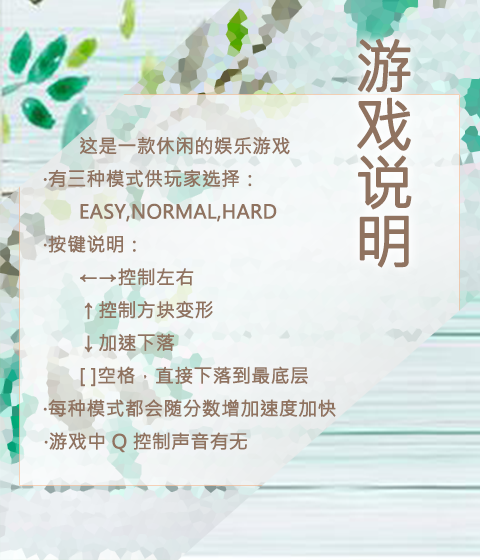 游戏说明
这是一款休闲的娱乐游戏
·有三种模式供玩家选择：
EASY,NORMAL,HARD
·按键说明：
←→控制左右
↑控制方块变形
↓加速下落
[ ]空格，直接下落到最底层
·每种模式都会随分数增加速度加快
·游戏中 Q 控制声音有无